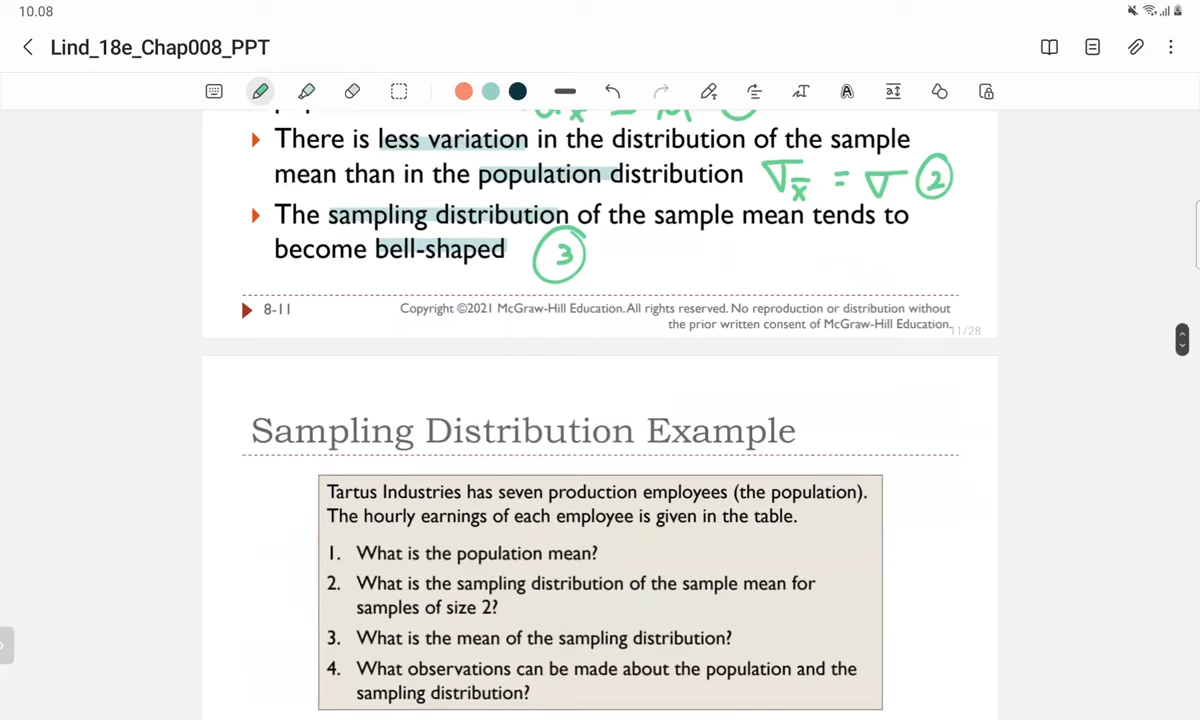 10.08
Lind_18e_Chap008_PPT
There is less variation in the distribution of the sample
mean than in the population distribution σx̄ = σ 2
The sampling distribution of the sample mean tends to
become bell-shaped 3
8-11
Copyright ©2021 McGraw-Hill Education. All rights reserved. No reproduction or distribution without
the prior written consent of McGraw-Hill Education.
11/28
Sampling Distribution Example
Tartus Industries has seven production employees (the population).
The hourly earnings of each employee is given in the table.
1. What is the population mean?
2. What is the sampling distribution of the sample mean for
samples of size 2?
3. What is the mean of the sampling distribution?
4. What observations can be made about the population and the
sampling distribution?